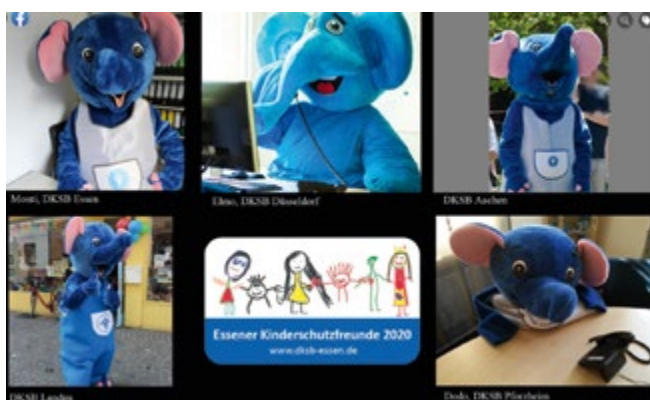 Monti, DKSB Essen
Elmo, DKSB Düsseldorf
DKSB Aachen
Essener Kinderschutzfreunde 2020
www.dksb-essen.de
DKSB Landau
Dodo, DKSB Pforzheim